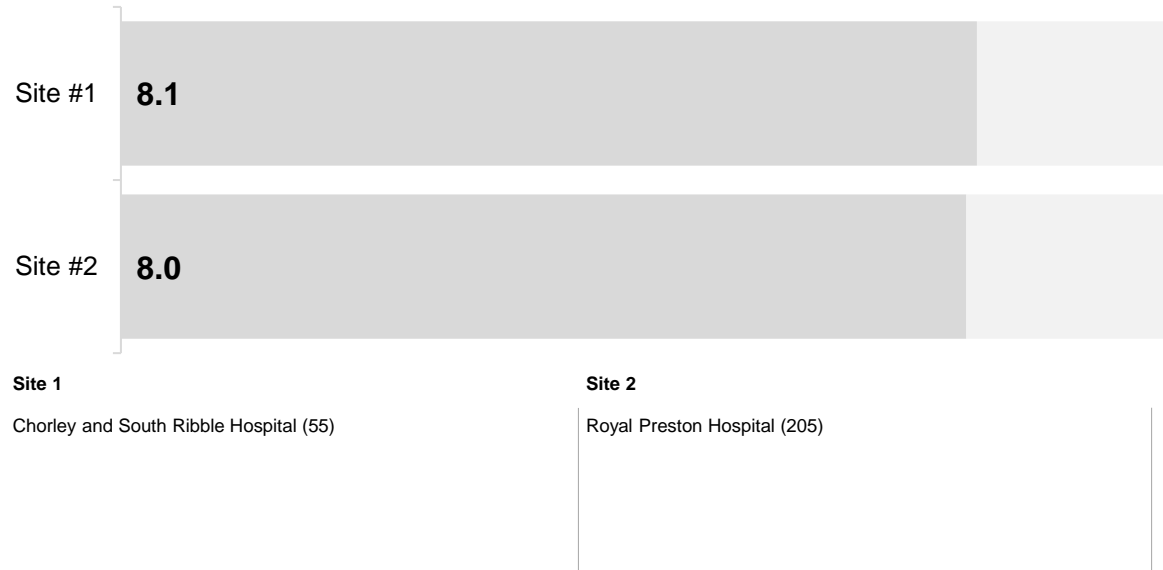 Site #1 8.1
Site #2 8.0
Site 1
Site 2
Chorley and South Ribble Hospital (55)
Royal Preston Hospital (205)